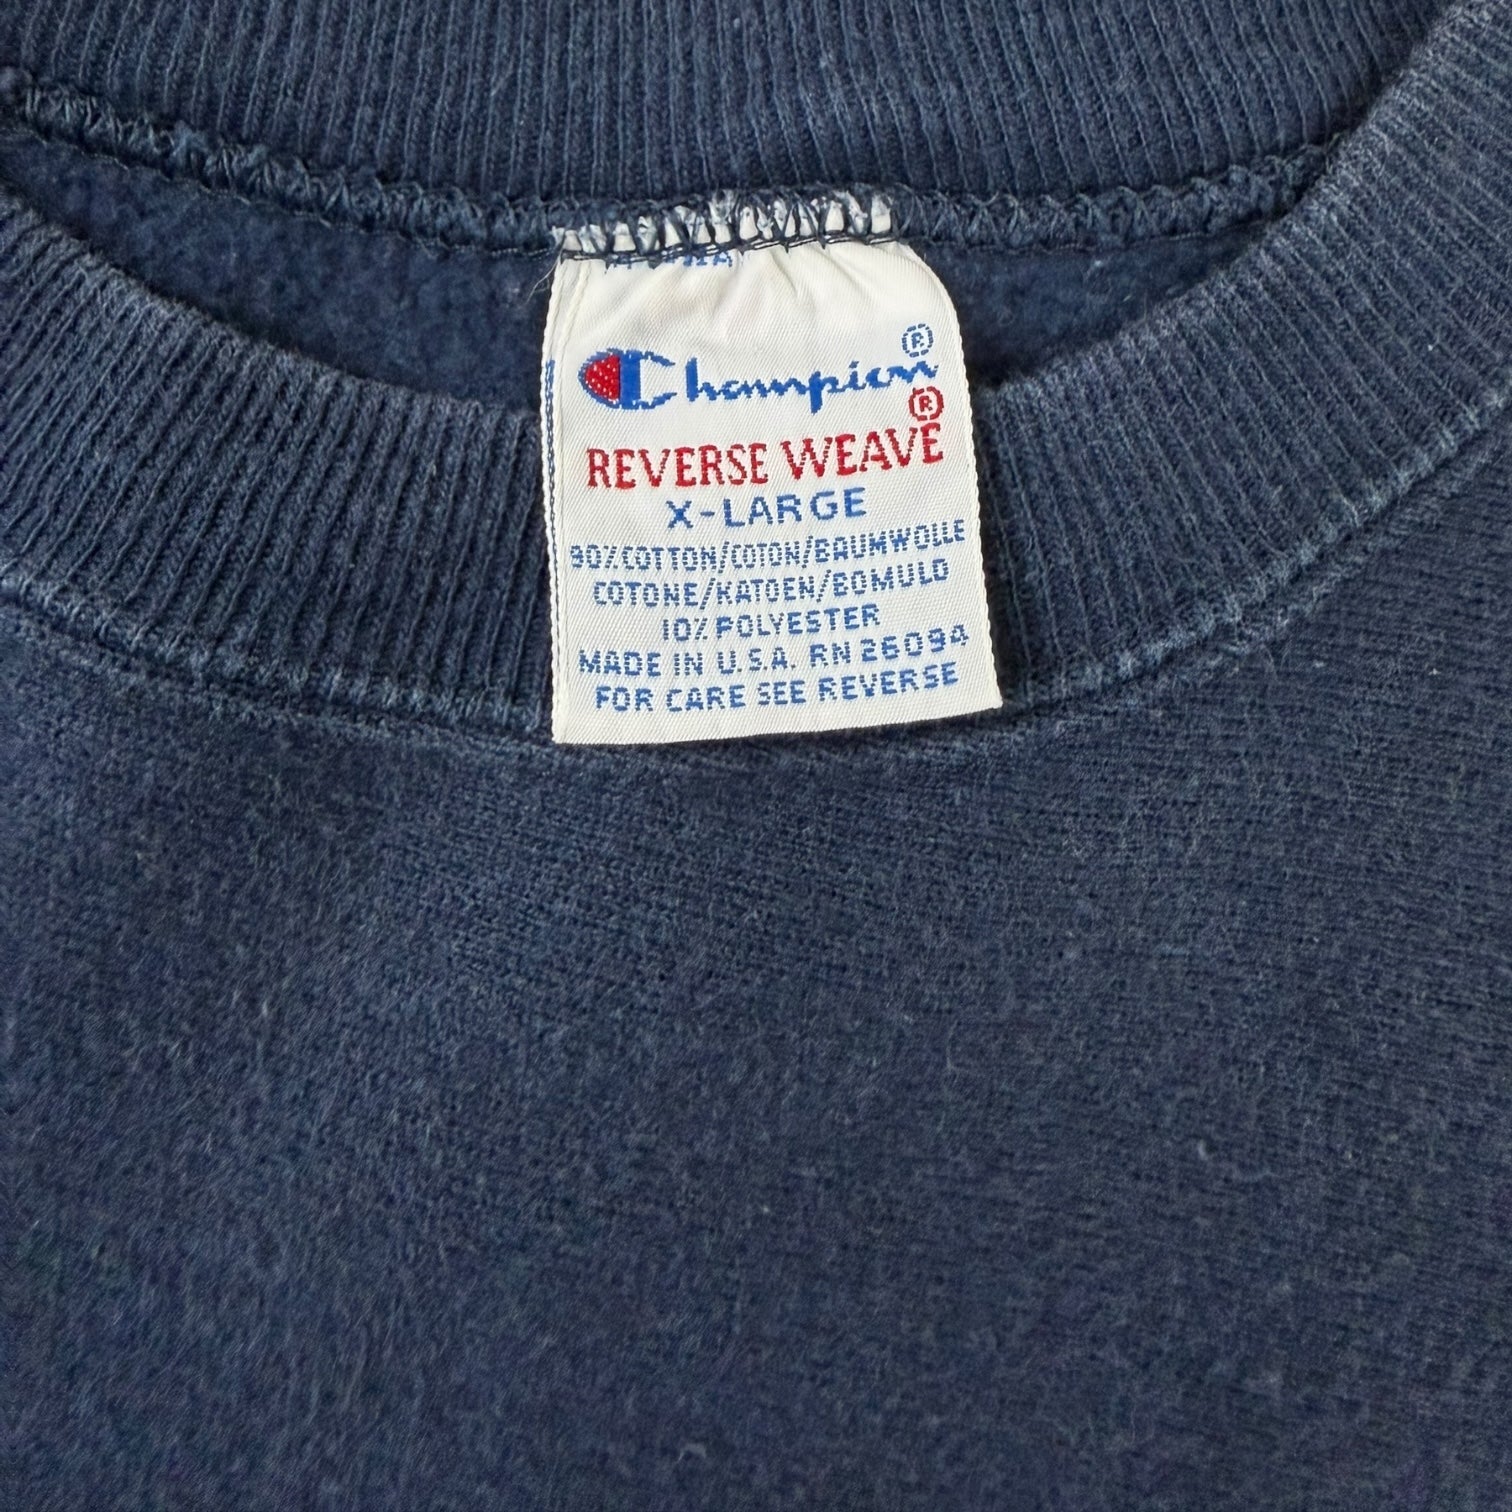 Champion®
REVERSE WEAVE®
X-LARGE
90%COTTON/COTON/BAUMWOLLE
COTONE/KATOEN/BOMULD
10% POLYESTER
MADE IN U.S.A. RN 26094
FOR CARE SEE REVERSE